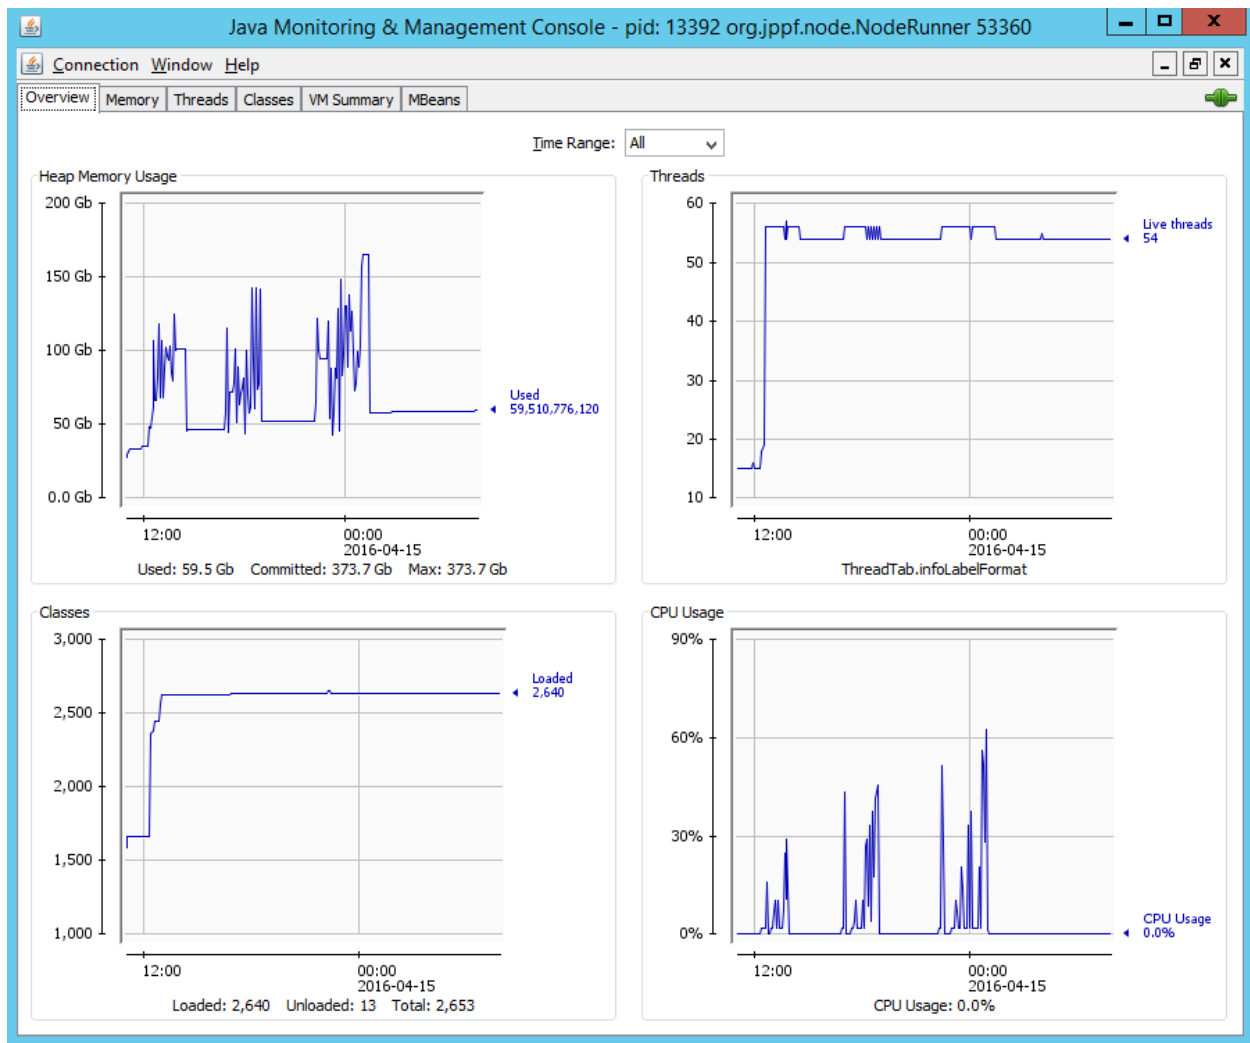 Java Monitoring & Management Console - pid: 13392 org.jppf.node.NodeRunner 53360
Connection Window Help
Overview Memory Threads Classes VM Summary MBeans
Time Range: All
Heap Memory Usage
200 Gb
150 Gb
100 Gb
50 Gb
0.0 Gb
Used
59,510,776,120
12:00
00:00
2016-04-15
Used: 59.5 Gb Committed: 373.7 Gb Max: 373.7 Gb
Threads
60
50
40
30
20
10
Live threads
54
12:00
00:00
2016-04-15
ThreadTab.infoLabelFormat
Classes
3,000
2,500
2,000
1,500
1,000
Loaded
2,640
12:00
00:00
2016-04-15
Loaded: 2,640 Unloaded: 13 Total: 2,653
CPU Usage
90%
60%
30%
0%
CPU Usage
0.0%
12:00
00:00
2016-04-15
CPU Usage: 0.0%